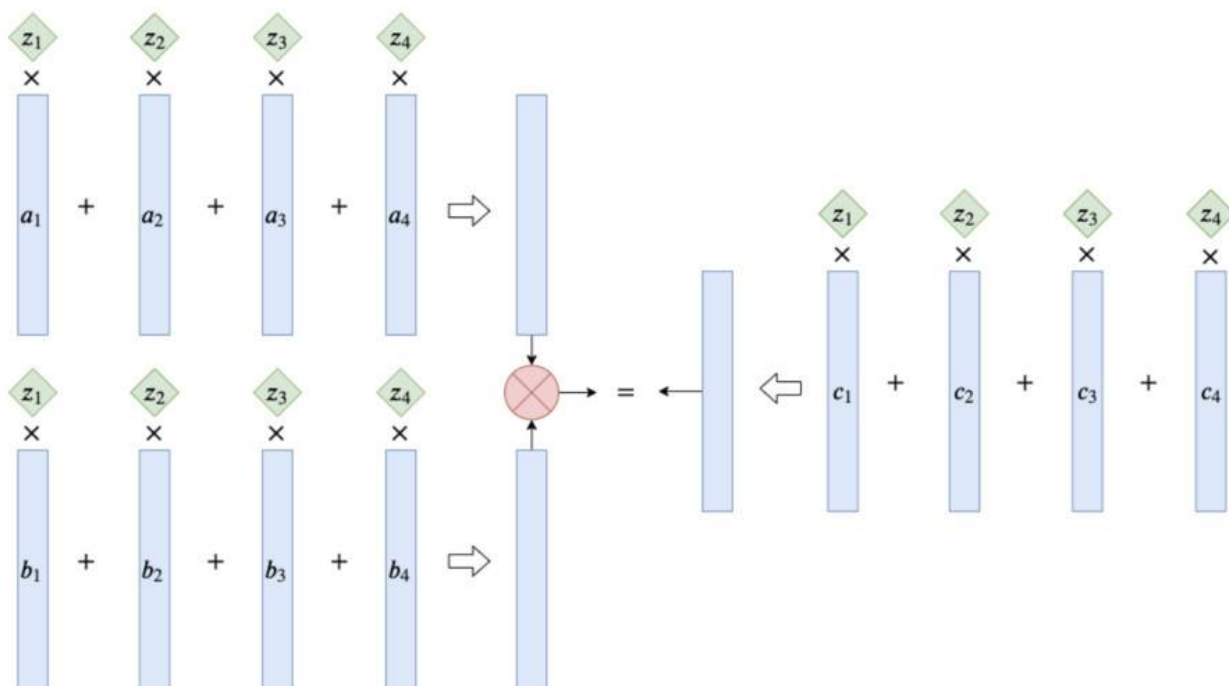 z₁ z₂ z₃ z₄
× × × ×
a₁ + a₂ + a₃ + a₄
z₁ z₂ z₃ z₄
× × × ×
z₁ z₂ z₃ z₄
× × × ×
= c₁ + c₂ + c₃ + c₄
b₁ + b₂ + b₃ + b₄